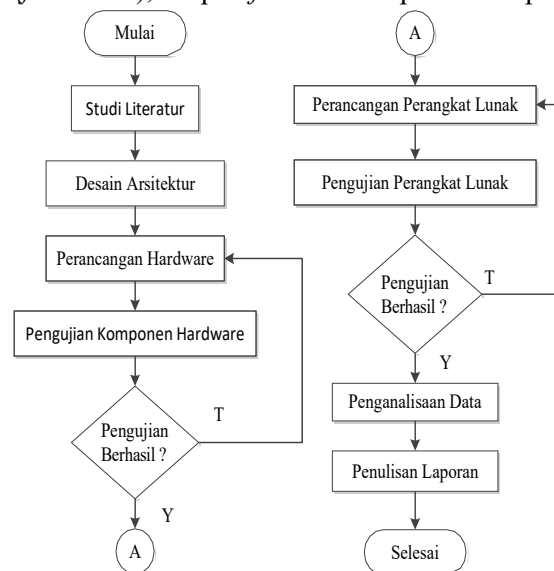 Mulai
Studi Literatur
Desain Arsitektur
Perancangan Hardware
Pengujian Komponen Hardware
Pengujian
Berhasil ?
T
Y
A
A
Perancangan Perangkat Lunak
Pengujian Perangkat Lunak
Pengujian
Berhasil ?
T
Y
Penganalisaan Data
Penulisan Laporan
Selesai